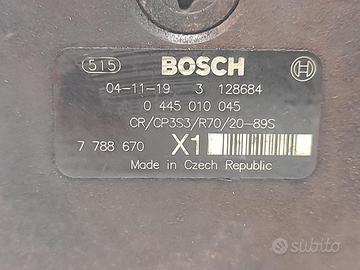 515 BOSCH
04-11-19 3 128684
0 445 010 045
CR/CP3S3/R70/20-89S
7 788 670 X1
Made in Czech Republic
subito